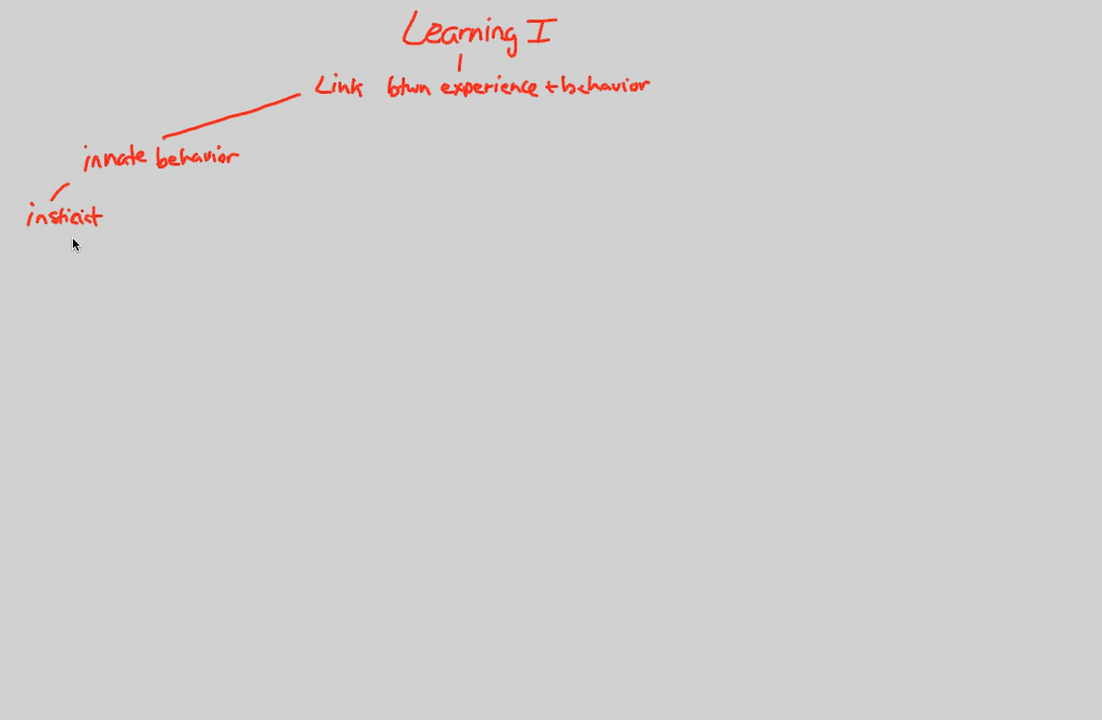 Learning I
Link btwn experience + behavior
innate behavior
instinct